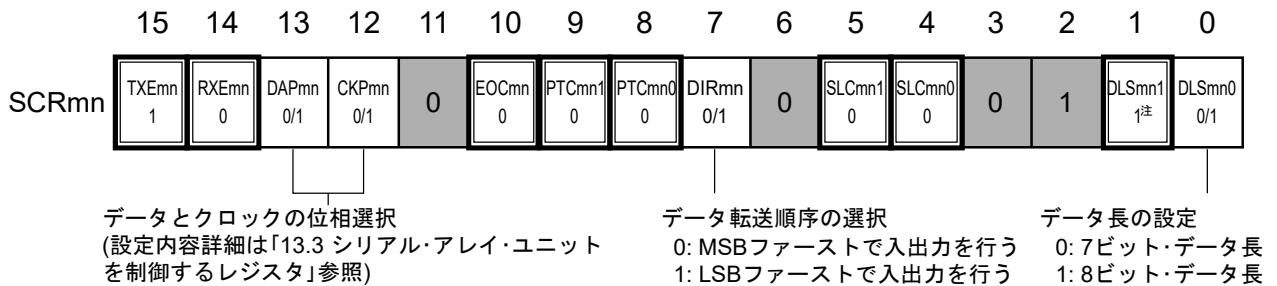 15 14 13 12 11 10 9 8 7 6 5 4 3 2 1 0
SCRmn
TXEmn RXEmn DAPmn CKPmn 0 EOCmn PTCmn1 PTCmn0 DIRmn 0 SLCmn1 SLCmn0 0 1 DLSmn1 DLSmn0
1 0 0/1 0/1 0 0 0 0/1 0 0 1注 0/1
データとクロックの位相選択
(設定内容詳細は「13.3 シリアル・アレイ・ユニット
を制御するレジスタ」参照)
データ転送順序の選択
0: MSBファーストで入出力を行う
1: LSBファーストで入出力を行う
データ長の設定
0: 7ビット・データ長
1: 8ビット・データ長